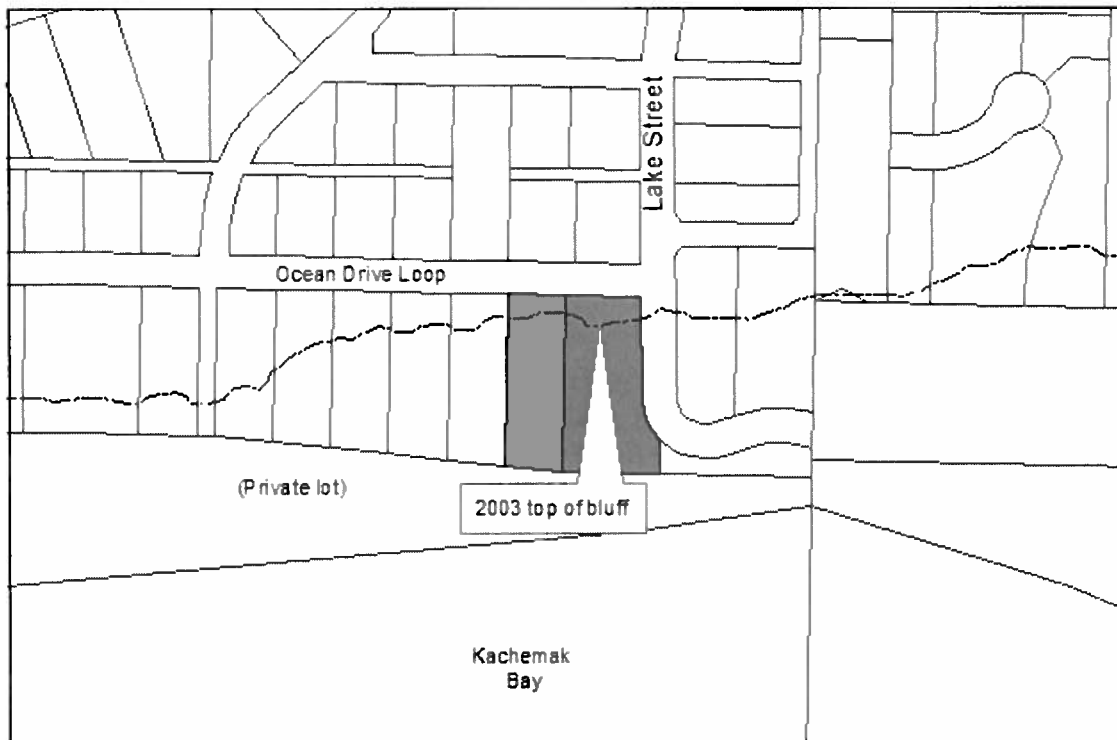 Lake Street
Ocean Drive Loop
(Private lot)
2003 top of bluff
Kachemak
Bay